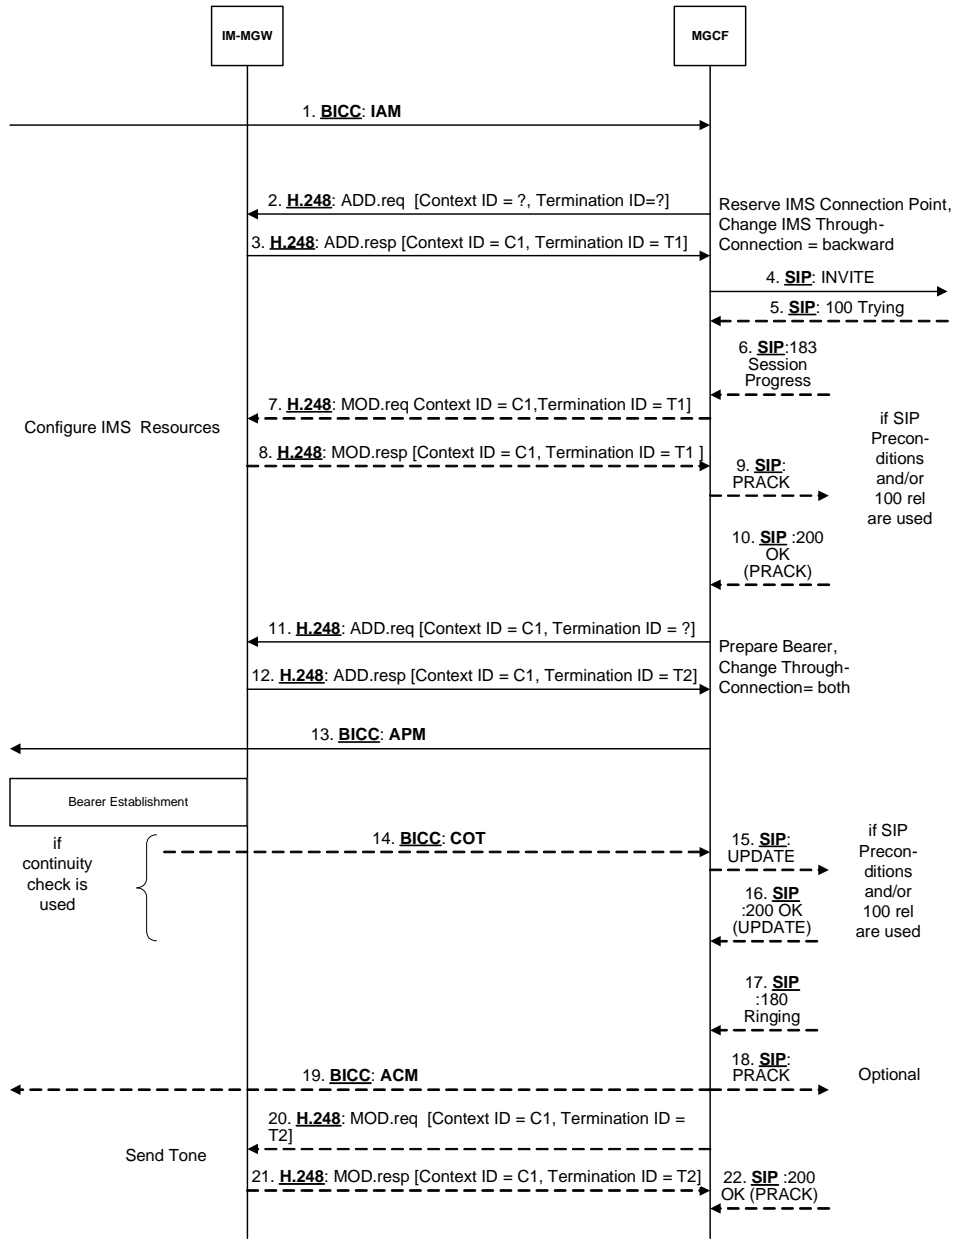 IM-MGW
MGCF
1. BICC: IAM
2. H.248: ADD.req  [Context ID = ?, Termination ID=?]
Reserve IMS Connection Point,
Change IMS Through-
Connection = backward
3. H.248: ADD.resp [Context ID = C1, Termination ID = T1]
4. SIP: INVITE
5. SIP: 100 Trying
6. SIP:183
Session
Progress
7. H.248: MOD.req Context ID = C1,Termination ID = T1]
Configure IMS  Resources
8. H.248: MOD.resp [Context ID = C1, Termination ID = T1 ]
if SIP
Precon-
ditions
and/or
100 rel
are used
9. SIP:
PRACK
10. SIP :200
OK
(PRACK)
11. H.248: ADD.req [Context ID = C1, Termination ID = ?]
Prepare Bearer,
Change Through-
Connection= both
12. H.248: ADD.resp [Context ID = C1, Termination ID = T2]
13. BICC: APM
Bearer Establishment
if
continuity
check is
used
14. BICC: COT
15. SIP:
UPDATE
if SIP
Precon-
ditions
and/or
100 rel
are used
16. SIP
:200 OK
(UPDATE)
17. SIP
:180
Ringing
18. SIP:
PRACK
Optional
19. BICC: ACM
20. H.248: MOD.req  [Context ID = C1, Termination ID =
T2]
Send Tone
21. H.248: MOD.resp [Context ID = C1, Termination ID = T2]
22. SIP :200
OK (PRACK)